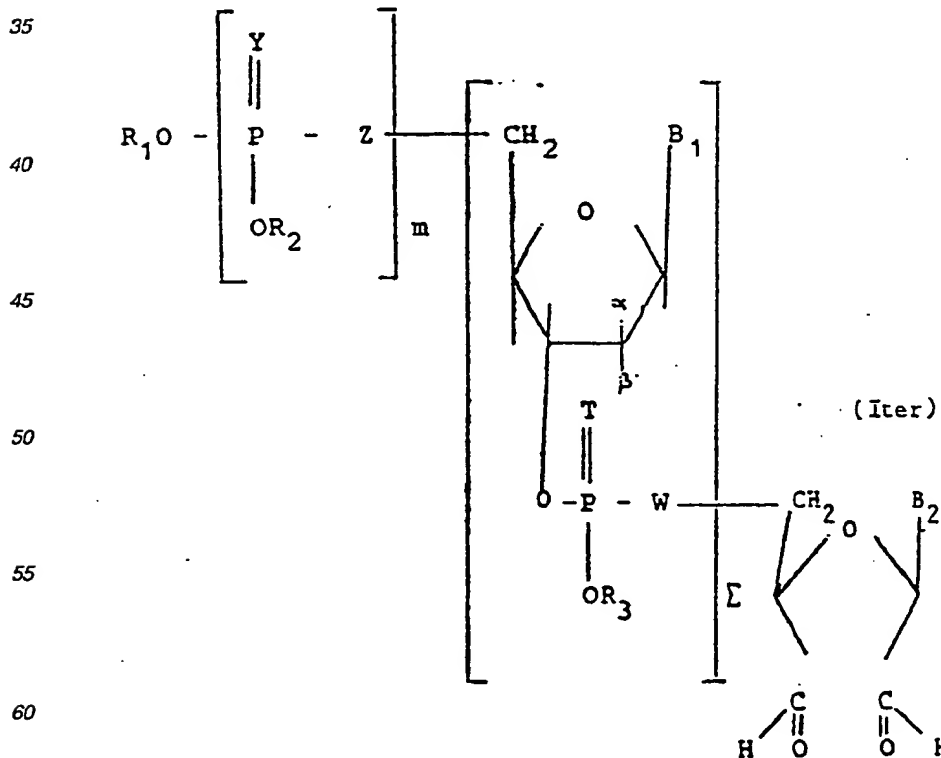 35
Y
R₁O - P - Z CH₂ B₁
40
OR₂ m O
45
α
β
T
(Iter)
50
O - P - W CH₂ O B₂
55
OR₃ Σ
60
C C
H O O H